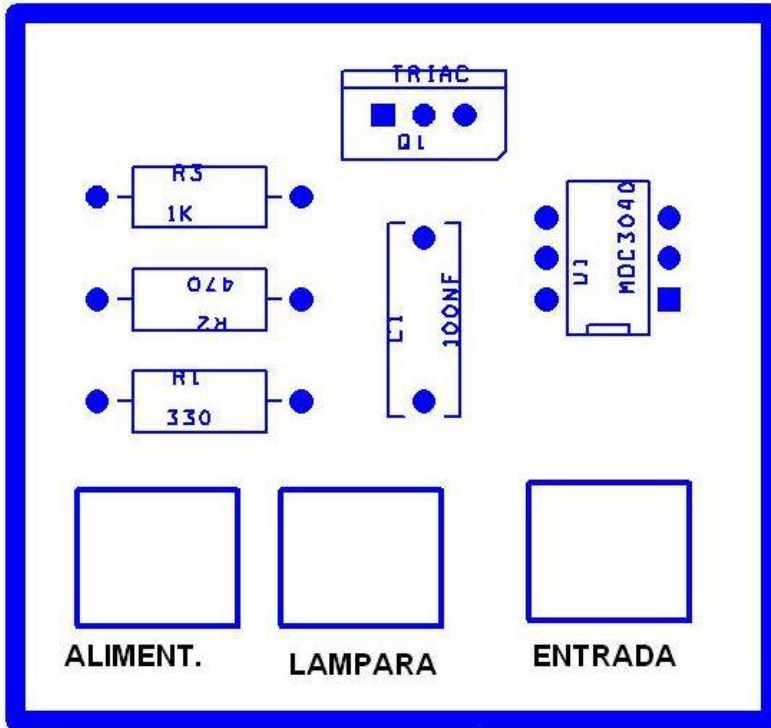 TRIAC
Q1
R3
1K
470
R2
R1
330
C1
100NF
U1
MOC3040
ALIMENT.
LAMPARA
ENTRADA